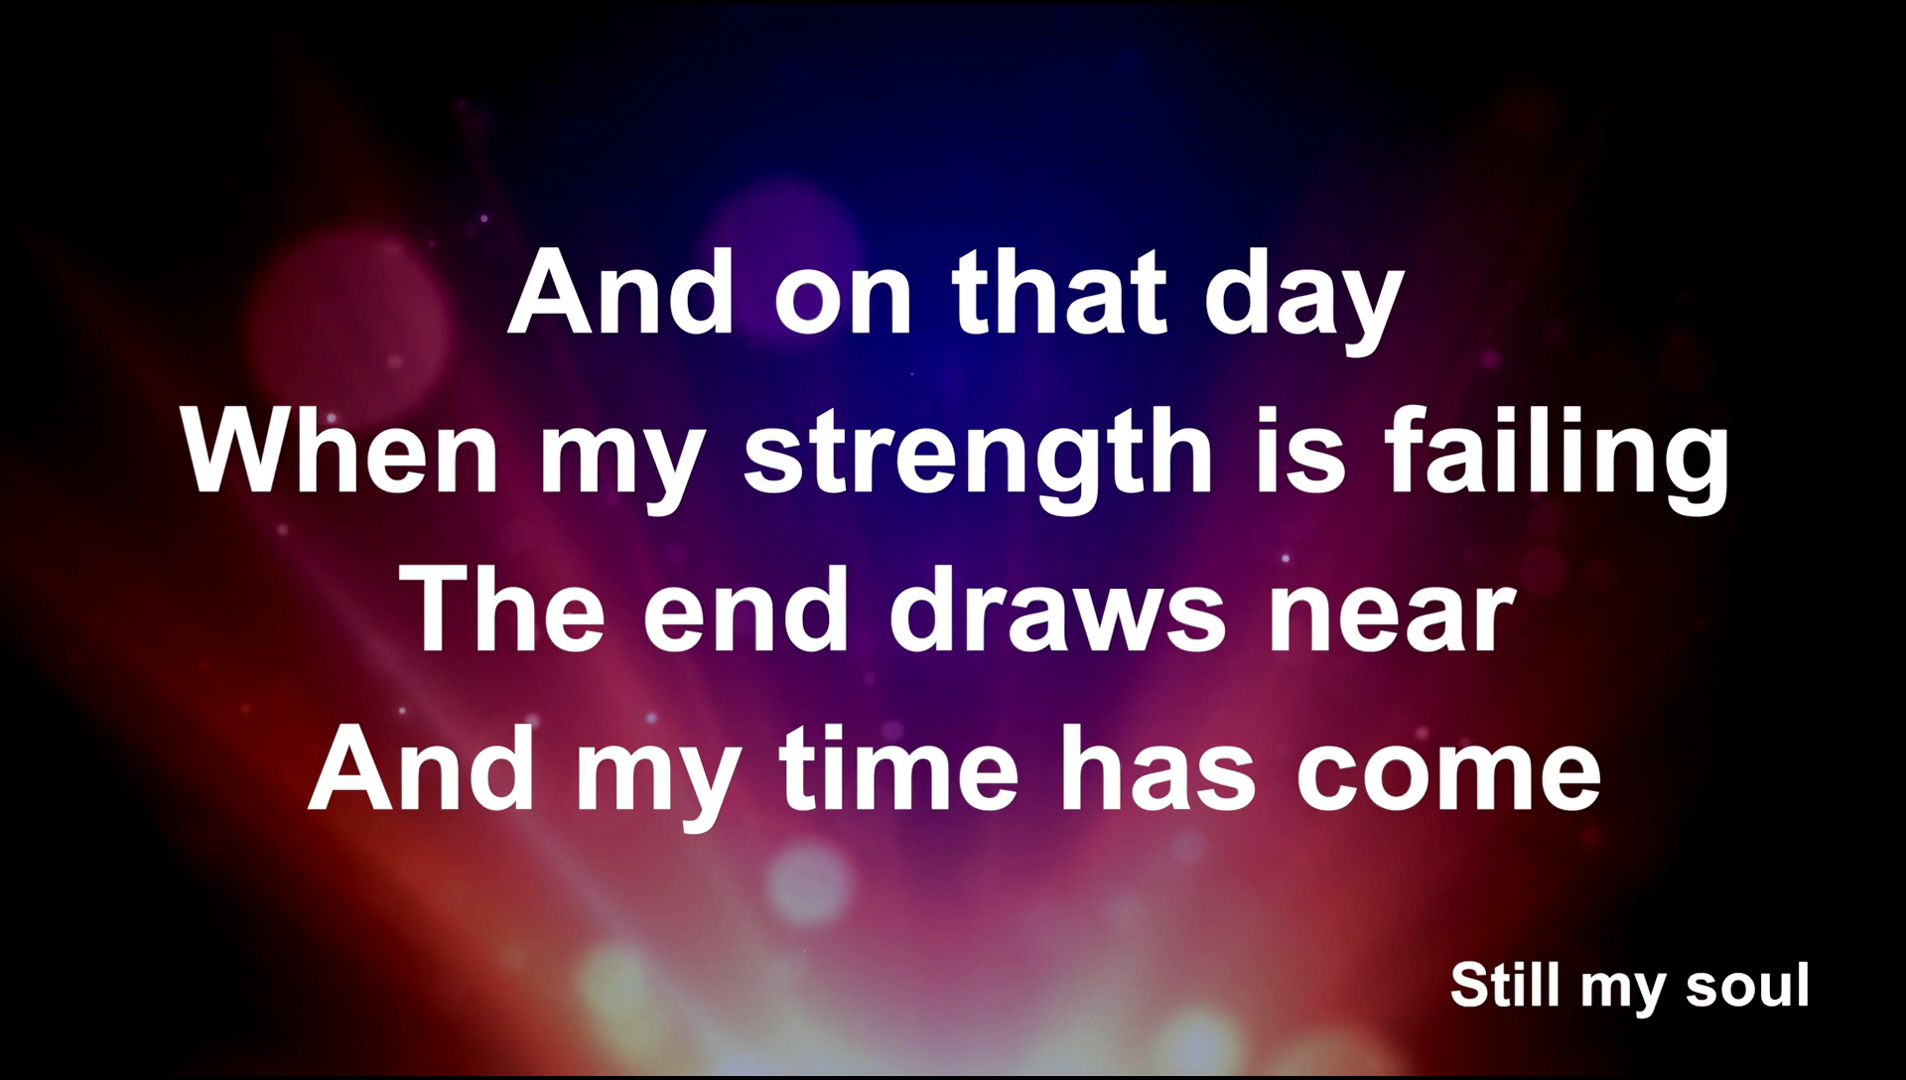 And on that day
When my strength is failing
The end draws near
And my time has come
Still my soul